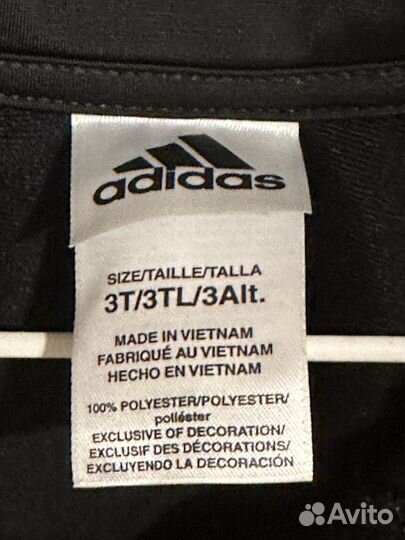 adidas
SIZE/TAILLE/TALLA
3T/3TL/3Alt.
MADE IN VIETNAM
FABRIQUÉ AU VIETNAM
HECHO EN VIETNAM
100% POLYESTER/POLYESTER/
poliéster
EXCLUSIVE OF DECORATION/
EXCLUSIF DES DÉCORATIONS/
EXCLUYENDO LA DECORACIÓN
Avito